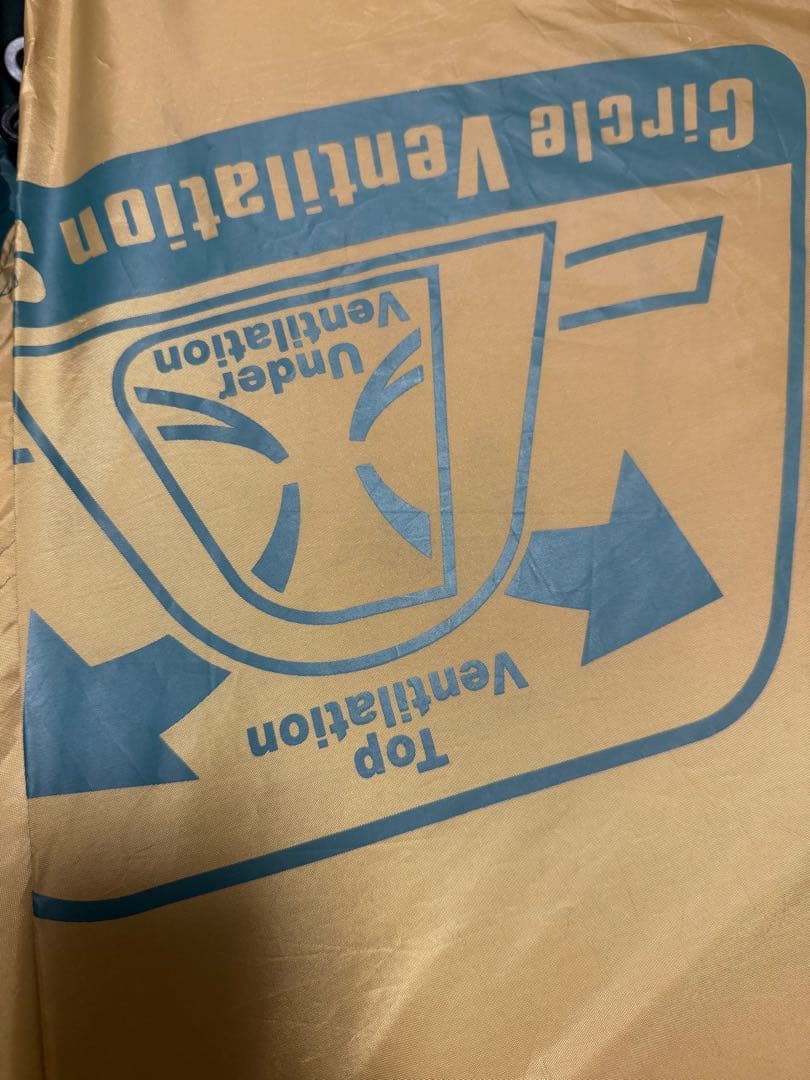 Circle Ventilation
Under
Ventilation
Top
Ventilation